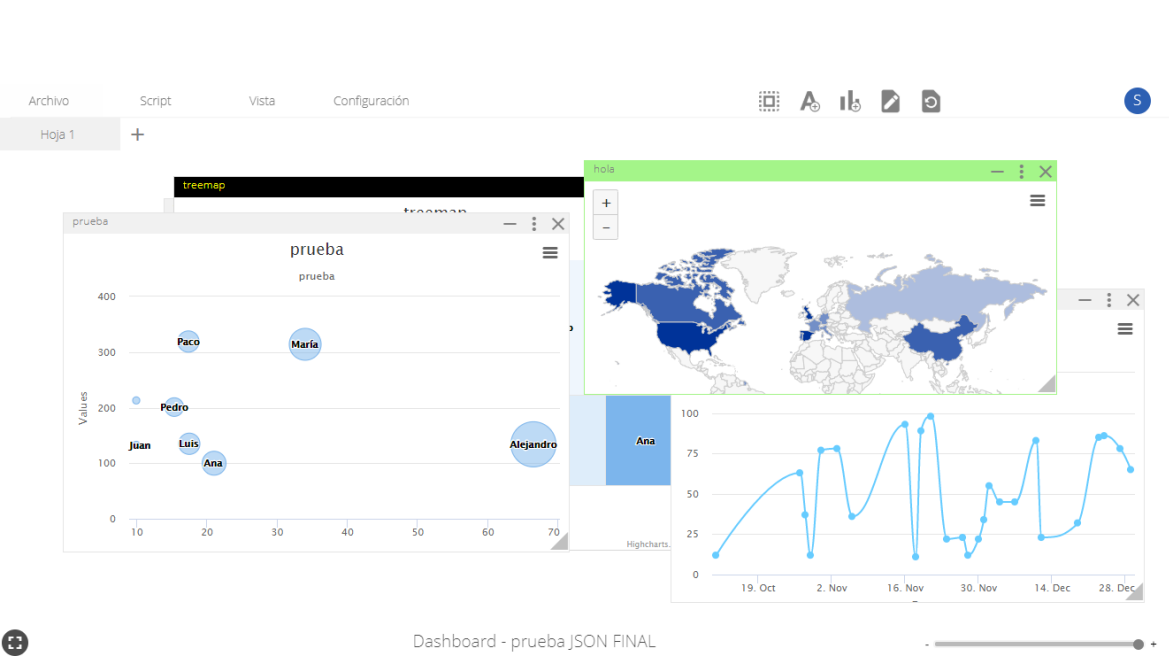 Archivo Script Vista Configuración
S
Hoja 1 +
hola
treemap
treemap
prueba
prueba
prueba
+
-
400
300
200
100
0
Values
Paco
María
Pedro
Juan
Luis
Ana
Alejandro
10 20 30 40 50 60 70
Ana
Highcharts.
100
75
50
25
0
19. Oct 2. Nov 16. Nov 30. Nov 14. Dec 28. Dec
Dashboard - prueba JSON FINAL
- +